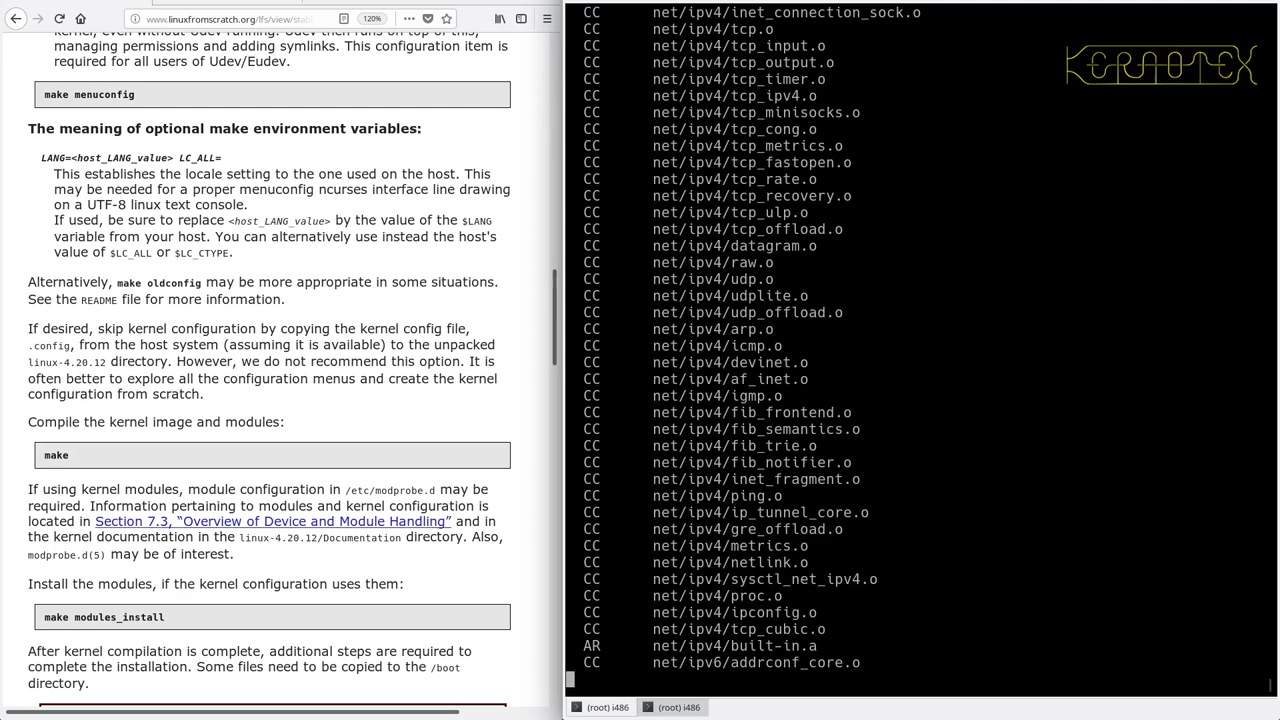 www.linuxfromscratch.org/lfs/view/stab
120%
kernel, even without Udev running. Udev then runs on top of this,
managing permissions and adding symlinks. This configuration item is
required for all users of Udev/Eudev.
make menuconfig
The meaning of optional make environment variables:
LANG=<host_LANG_value> LC_ALL=
This establishes the locale setting to the one used on the host. This
may be needed for a proper menuconfig ncurses interface line drawing
on a UTF-8 linux text console.
If used, be sure to replace <host_LANG_value> by the value of the $LANG
variable from your host. You can alternatively use instead the host's
value of $LC_ALL or $LC_CTYPE.
Alternatively, make oldconfig may be more appropriate in some situations.
See the README file for more information.
If desired, skip kernel configuration by copying the kernel config file,
.config, from the host system (assuming it is available) to the unpacked
linux-4.20.12 directory. However, we do not recommend this option. It is
often better to explore all the configuration menus and create the kernel
configuration from scratch.
Compile the kernel image and modules:
make
If using kernel modules, module configuration in /etc/modprobe.d may be
required. Information pertaining to modules and kernel configuration is
located in Section 7.3, “Overview of Device and Module Handling” and in
the kernel documentation in the linux-4.20.12/Documentation directory. Also,
modprobe.d(5) may be of interest.
Install the modules, if the kernel configuration uses them:
make modules_install
After kernel compilation is complete, additional steps are required to
complete the installation. Some files need to be copied to the /boot
directory.
CC net/ipv4/inet_connection_sock.o
CC net/ipv4/tcp.o
CC net/ipv4/tcp_input.o
CC net/ipv4/tcp_output.o
CC net/ipv4/tcp_timer.o
CC net/ipv4/tcp_ipv4.o
CC net/ipv4/tcp_minisocks.o
CC net/ipv4/tcp_cong.o
CC net/ipv4/tcp_metrics.o
CC net/ipv4/tcp_fastopen.o
CC net/ipv4/tcp_rate.o
CC net/ipv4/tcp_recovery.o
CC net/ipv4/tcp_ulp.o
CC net/ipv4/tcp_offload.o
CC net/ipv4/datagram.o
CC net/ipv4/raw.o
CC net/ipv4/udp.o
CC net/ipv4/udplite.o
CC net/ipv4/udp_offload.o
CC net/ipv4/arp.o
CC net/ipv4/icmp.o
CC net/ipv4/devinet.o
CC net/ipv4/af_inet.o
CC net/ipv4/igmp.o
CC net/ipv4/fib_frontend.o
CC net/ipv4/fib_semantics.o
CC net/ipv4/fib_trie.o
CC net/ipv4/fib_notifier.o
CC net/ipv4/inet_fragment.o
CC net/ipv4/ping.o
CC net/ipv4/ip_tunnel_core.o
CC net/ipv4/gre_offload.o
CC net/ipv4/metrics.o
CC net/ipv4/netlink.o
CC net/ipv4/sysctl_net_ipv4.o
CC net/ipv4/proc.o
CC net/ipv4/ipconfig.o
CC net/ipv4/tcp_cubic.o
AR net/ipv4/built-in.a
CC net/ipv6/addrconf_core.o
(root) i486
(root) i486